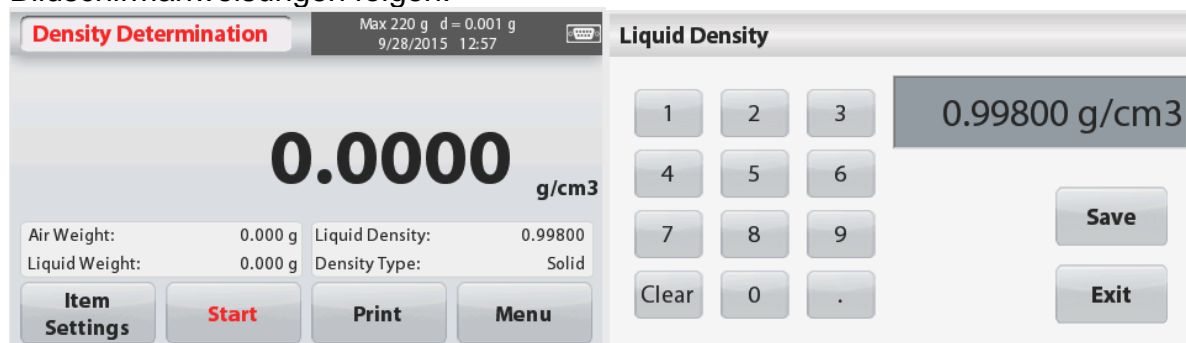 Bildschirmanweisungen folgen.
Density Determination
Max 220 g d = 0.001 g
9/28/2015 12:57
0.0000
g/cm3
Air Weight: 0.000 g Liquid Density: 0.99800
Liquid Weight: 0.000 g Density Type: Solid
Item Settings Start Print Menu
Liquid Density
0.99800 g/cm3
1 2 3
4 5 6
7 8 9
Clear 0 .
Save
Exit